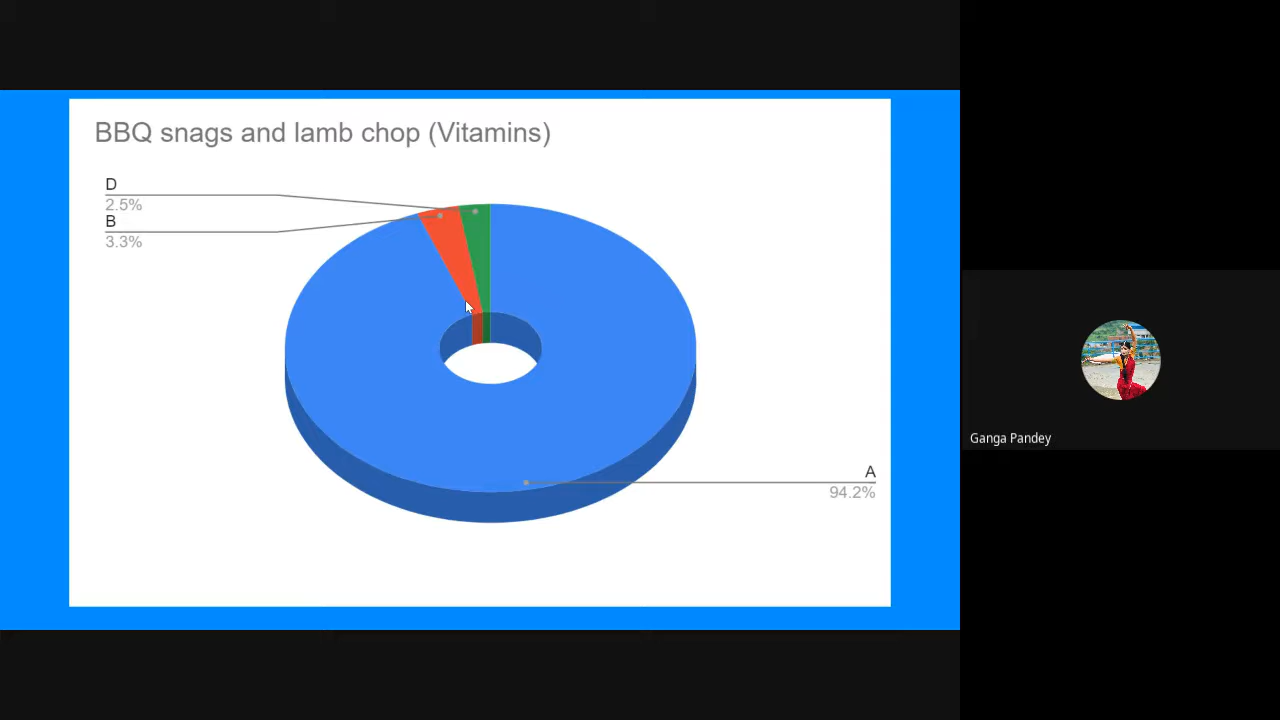 BBQ snags and lamb chop (Vitamins)
D
2.5%
B
3.3%
A
94.2%
Ganga Pandey